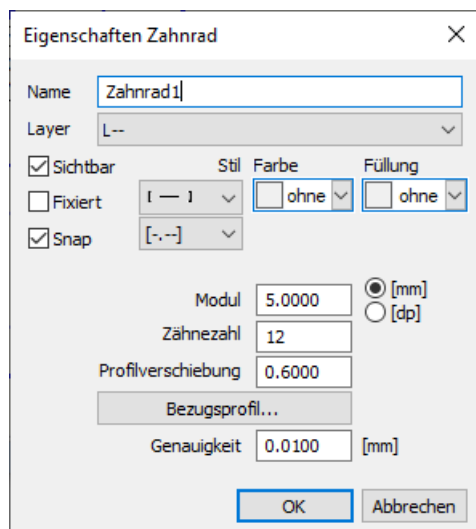 Eigenschaften Zahnrad
Name Zahnrad1
Layer L--
Sichtbar Stil Farbe Füllung
Fixiert [ — ] ohne ohne
Snap [-.--]
Modul 5.0000 [mm]
[dp]
Zähnezahl 12
Profilverschiebung 0.6000
Bezugsprofil...
Genauigkeit 0.0100 [mm]
OK Abbrechen